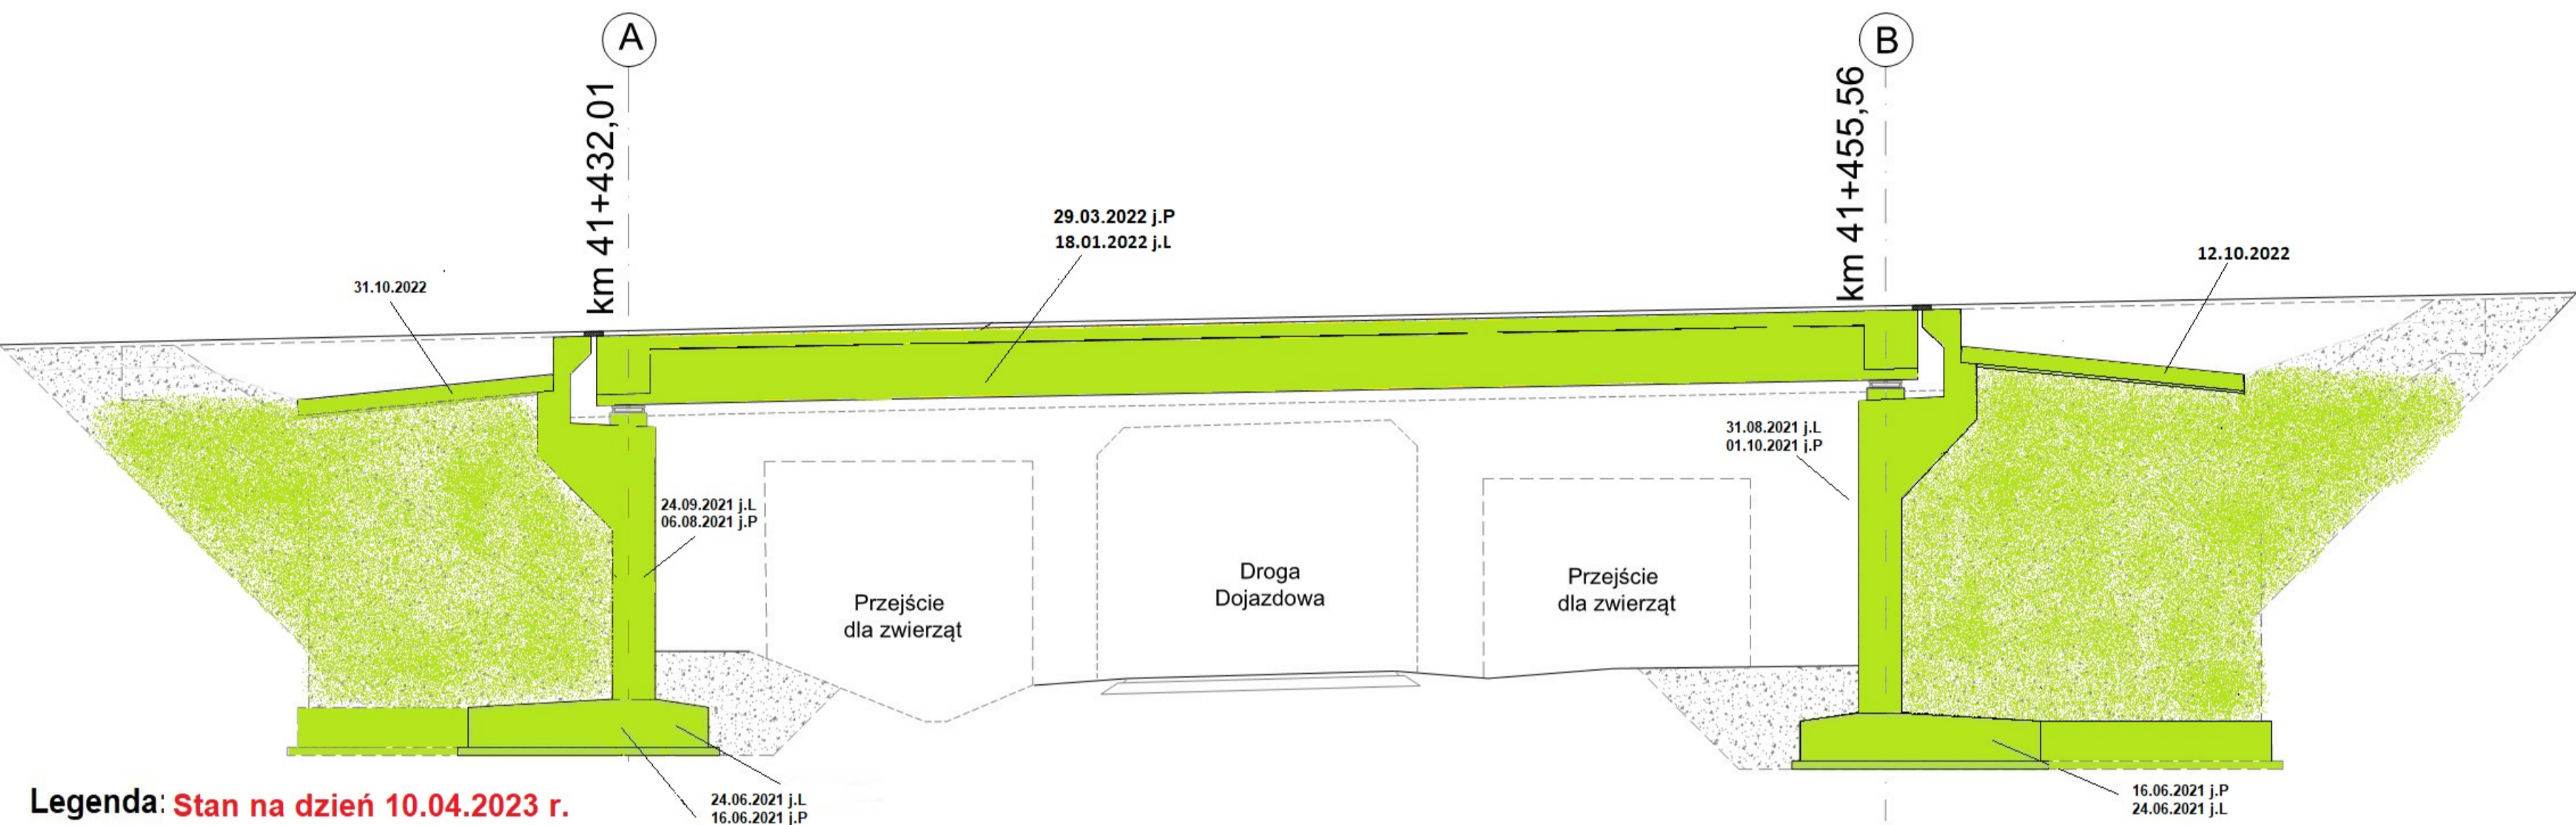 A
B
km 41+432,01
km 41+455,56
29.03.2022 j.P
18.01.2022 j.L
12.10.2022
31.10.2022
31.08.2021 j.L
01.10.2021 j.P
24.09.2021 j.L
06.08.2021 j.P
Przejście
dla zwierząt
Droga
Dojazdowa
Przejście
dla zwierząt
24.06.2021 j.L
16.06.2021 j.P
16.06.2021 j.P
24.06.2021 j.L
Legenda: Stan na dzień 10.04.2023 r.